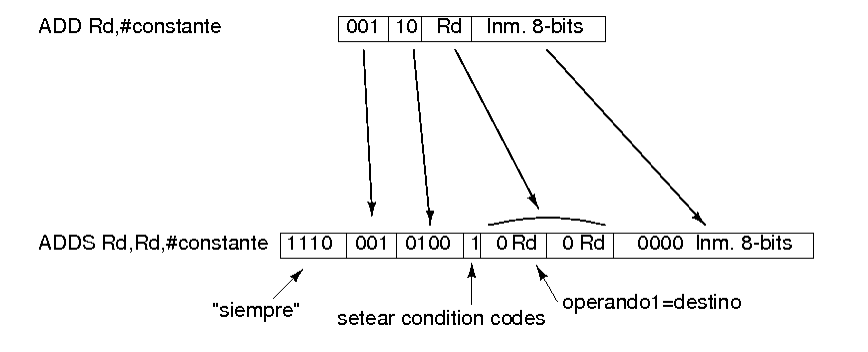 ADD Rd,#constante 001 10 Rd Inm. 8-bits
ADDS Rd,Rd,#constante 1110 001 0100 1 0 Rd 0 Rd 0000 Inm. 8-bits
"siempre" setear condition codes operando1=destino